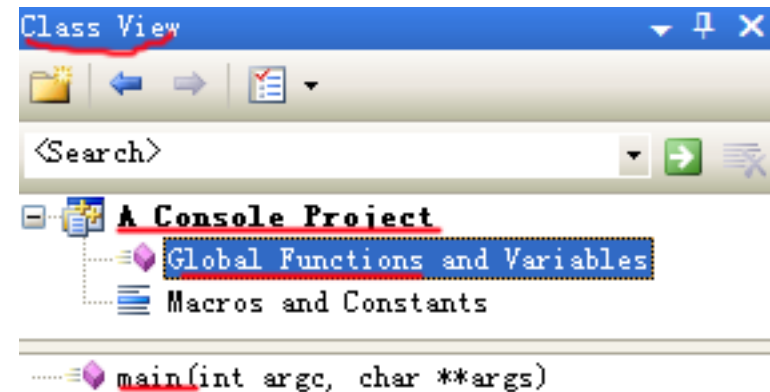 Class View
<Search>
A Console Project
Global Functions and Variables
Macros and Constants
main(int argc, char **args)